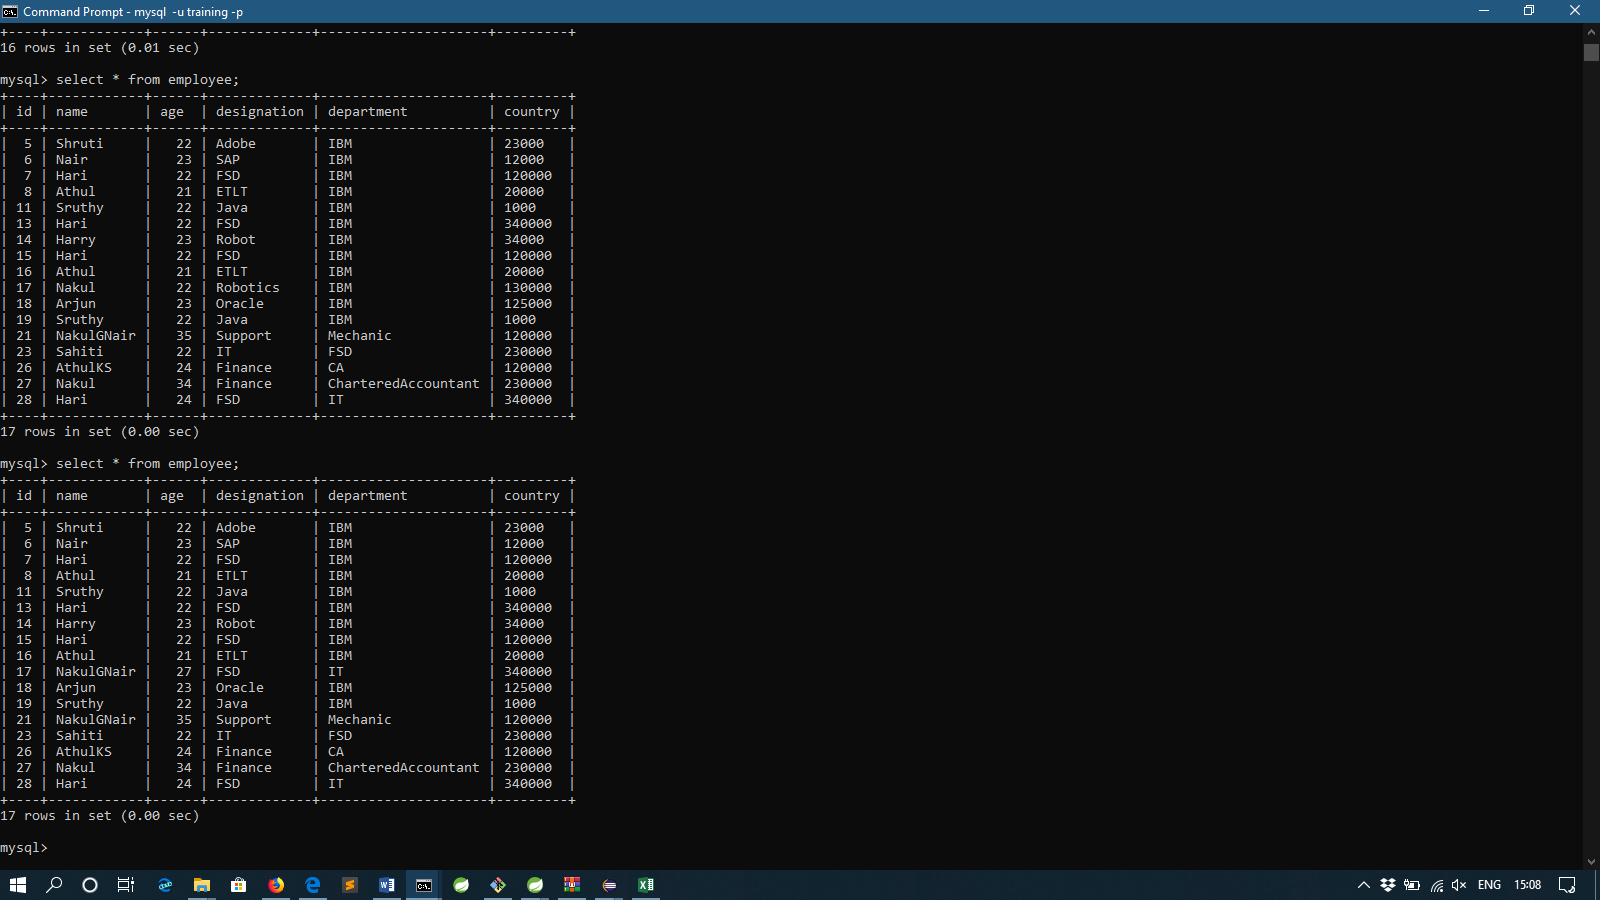 Command Prompt - mysql  -u training -p
+----+------------+------+-------------+---------------------+---------+
16 rows in set (0.01 sec)
mysql> select * from employee;
+----+------------+------+-------------+---------------------+---------+
| id | name       | age  | designation | department          | country |
+----+------------+------+-------------+---------------------+---------+
|  5 | Shruti     |   22 | Adobe       | IBM                 | 23000   |
|  6 | Nair       |   23 | SAP         | IBM                 | 12000   |
|  7 | Hari       |   22 | FSD         | IBM                 | 120000  |
|  8 | Athul      |   21 | ETLT        | IBM                 | 20000   |
| 11 | Sruthy     |   22 | Java        | IBM                 | 1000    |
| 13 | Hari       |   22 | FSD         | IBM                 | 340000  |
| 14 | Harry      |   23 | Robot       | IBM                 | 34000   |
| 15 | Hari       |   22 | FSD         | IBM                 | 120000  |
| 16 | Athul      |   21 | ETLT        | IBM                 | 20000   |
| 17 | Nakul      |   22 | Robotics    | IBM                 | 130000  |
| 18 | Arjun      |   23 | Oracle      | IBM                 | 125000  |
| 19 | Sruthy     |   22 | Java        | IBM                 | 1000    |
| 21 | NakulGNair |   35 | Support     | Mechanic            | 120000  |
| 23 | Sahiti     |   22 | IT          | FSD                 | 230000  |
| 26 | AthulKS    |   24 | Finance     | CA                  | 120000  |
| 27 | Nakul      |   34 | Finance     | CharteredAccountant | 230000  |
| 28 | Hari       |   24 | FSD         | IT                  | 340000  |
+----+------------+------+-------------+---------------------+---------+
17 rows in set (0.00 sec)
mysql> select * from employee;
+----+------------+------+-------------+---------------------+---------+
| id | name       | age  | designation | department          | country |
+----+------------+------+-------------+---------------------+---------+
|  5 | Shruti     |   22 | Adobe       | IBM                 | 23000   |
|  6 | Nair       |   23 | SAP         | IBM                 | 12000   |
|  7 | Hari       |   22 | FSD         | IBM                 | 120000  |
|  8 | Athul      |   21 | ETLT        | IBM                 | 20000   |
| 11 | Sruthy     |   22 | Java        | IBM                 | 1000    |
| 13 | Hari       |   22 | FSD         | IBM                 | 340000  |
| 14 | Harry      |   23 | Robot       | IBM                 | 34000   |
| 15 | Hari       |   22 | FSD         | IBM                 | 120000  |
| 16 | Athul      |   21 | ETLT        | IBM                 | 20000   |
| 17 | NakulGNair |   27 | FSD         | IT                  | 340000  |
| 18 | Arjun      |   23 | Oracle      | IBM                 | 125000  |
| 19 | Sruthy     |   22 | Java        | IBM                 | 1000    |
| 21 | NakulGNair |   35 | Support     | Mechanic            | 120000  |
| 23 | Sahiti     |   22 | IT          | FSD                 | 230000  |
| 26 | AthulKS    |   24 | Finance     | CA                  | 120000  |
| 27 | Nakul      |   34 | Finance     | CharteredAccountant | 230000  |
| 28 | Hari       |   24 | FSD         | IT                  | 340000  |
+----+------------+------+-------------+---------------------+---------+
17 rows in set (0.00 sec)
mysql>
ENG 15:08